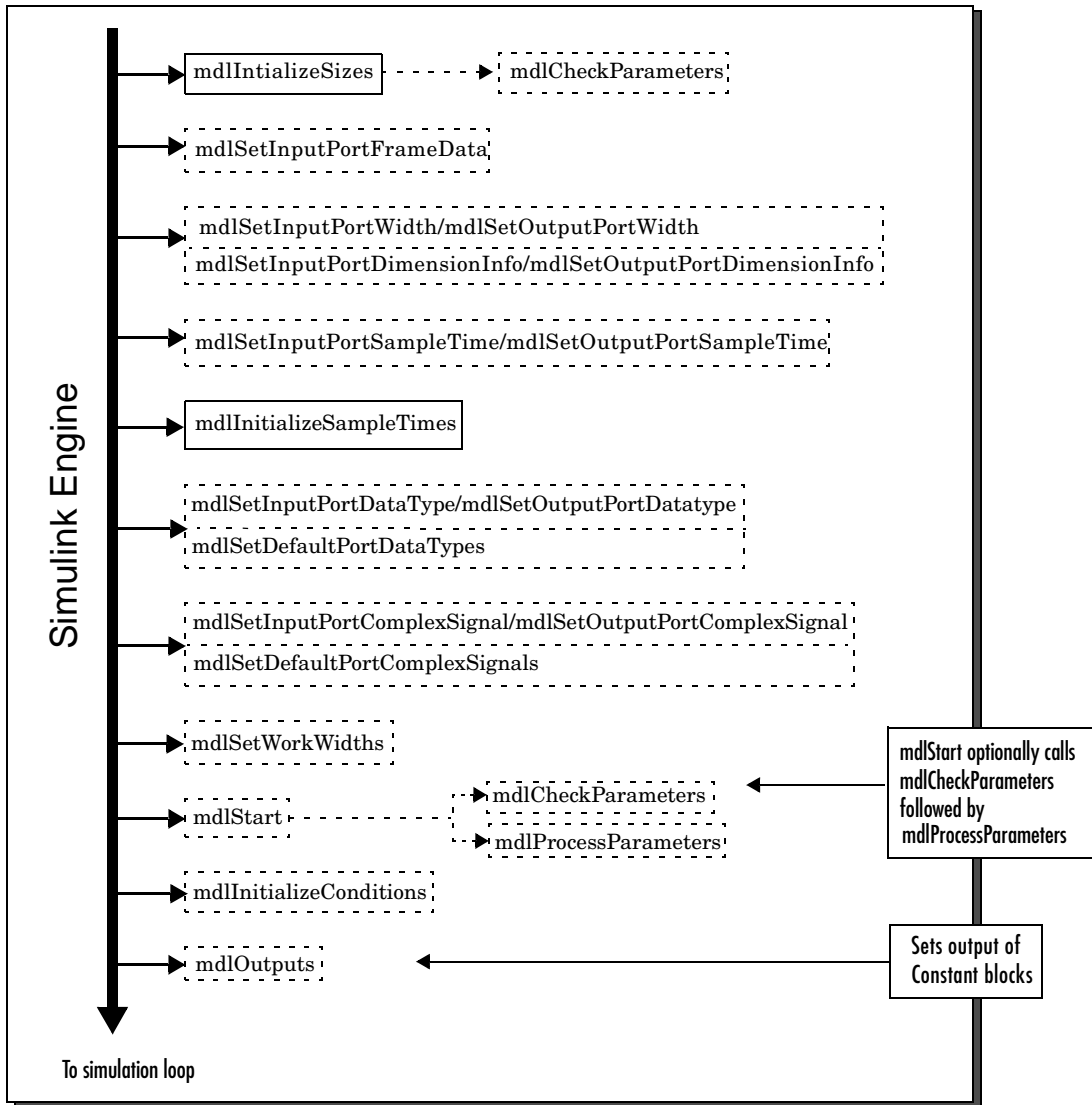 mdlIntializeSizes
mdlCheckParameters
mdlSetInputPortFrameData
mdlSetInputPortWidth/mdlSetOutputPortWidth
mdlSetInputPortDimensionInfo/mdlSetOutputPortDimensionInfo
mdlSetInputPortSampleTime/mdlSetOutputPortSampleTime
Simulink Engine
mdlInitializeSampleTimes
mdlSetInputPortDataType/mdlSetOutputPortDatatype
mdlSetDefaultPortDataTypes
mdlSetInputPortComplexSignal/mdlSetOutputPortComplexSignal
mdlSetDefaultPortComplexSignals
mdlSetWorkWidths
mdlStart
mdlCheckParameters
mdlProcessParameters
mdlStart optionally calls
mdlCheckParameters
followed by
mdlProcessParameters
mdlInitializeConditions
mdlOutputs
Sets output of
Constant blocks
To simulation loop